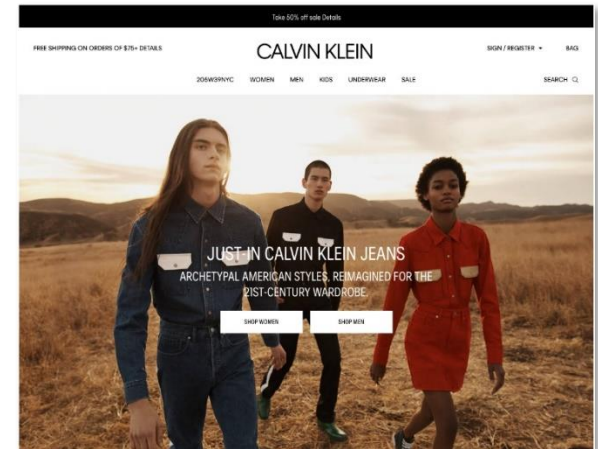 Take 50% off sale Details
FREE SHIPPING ON ORDERS OF $75+ DETAILS
CALVIN KLEIN
SIGN / REGISTER
BAG
205W39NYC WOMEN MEN KIDS UNDERWEAR SALE
SEARCH
JUST-IN CALVIN KLEIN JEANS
ARCHETYPAL AMERICAN STYLES, REIMAGINED FOR THE
21ST-CENTURY WARDROBE.
SHOP WOMEN
SHOP MEN